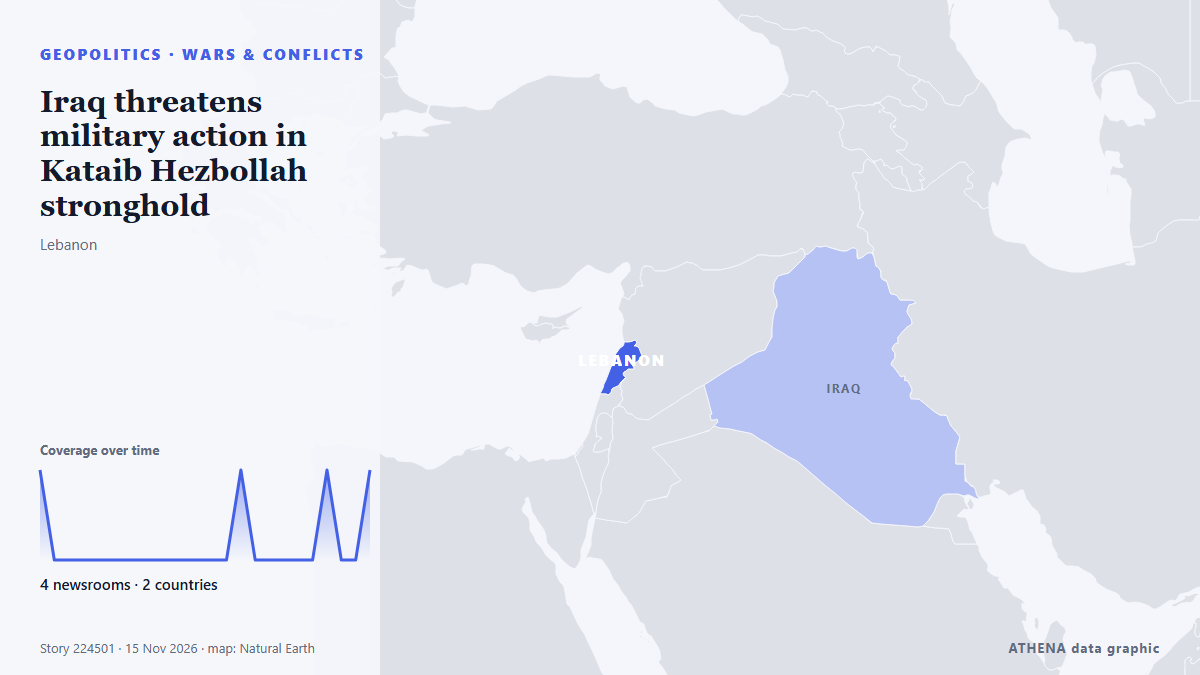 GEOPOLITICS · WARS & CONFLICTS
Iraq threatens
military action in
Kataib Hezbollah
stronghold
Lebanon
LEBANON
IRAQ
Coverage over time
4 newsrooms · 2 countries
Story 224501 · 15 Nov 2026 · map: Natural Earth
ATHENA data graphic